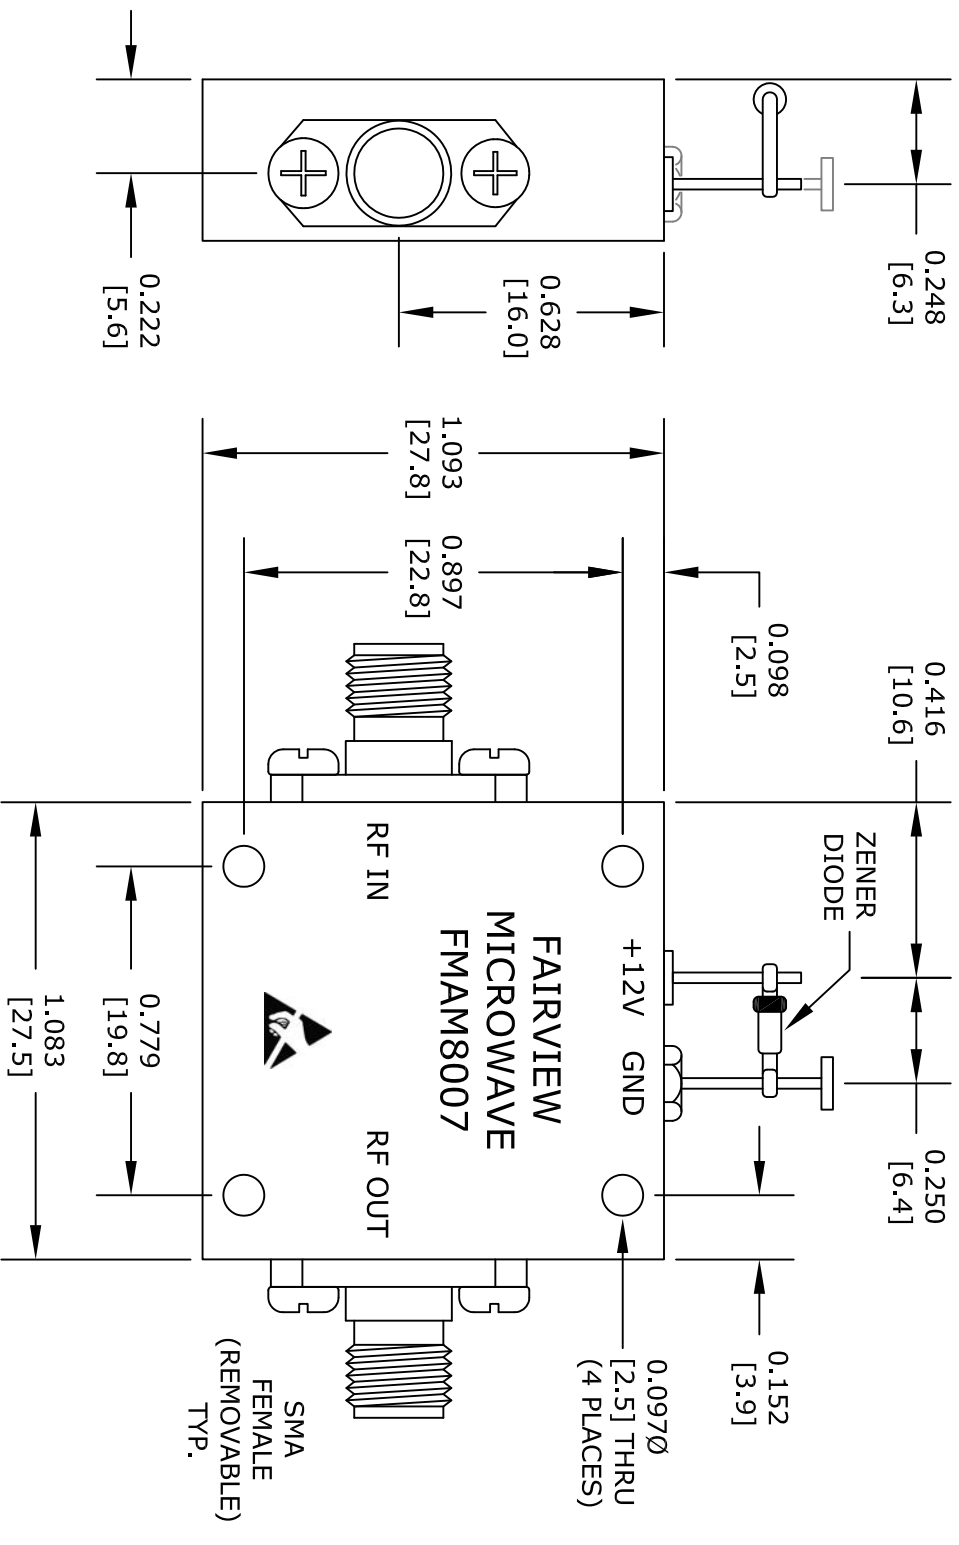 0.248
[6.3]
0.416
[10.6]
0.250
[6.4]
ZENER
DIODE
0.098
[2.5]
0.152
[3.9]
0.628
[16.0]
1.093
[27.8]
0.897
[22.8]
+12V
GND
FAIRVIEW
MICROWAVE
FMAM8007
RF IN
RF OUT
0.097Ø
[2.5] THRU
(4 PLACES)
SMA
FEMALE
(REMOVABLE)
TYP.
0.222
[5.6]
0.779
[19.8]
1.083
[27.5]